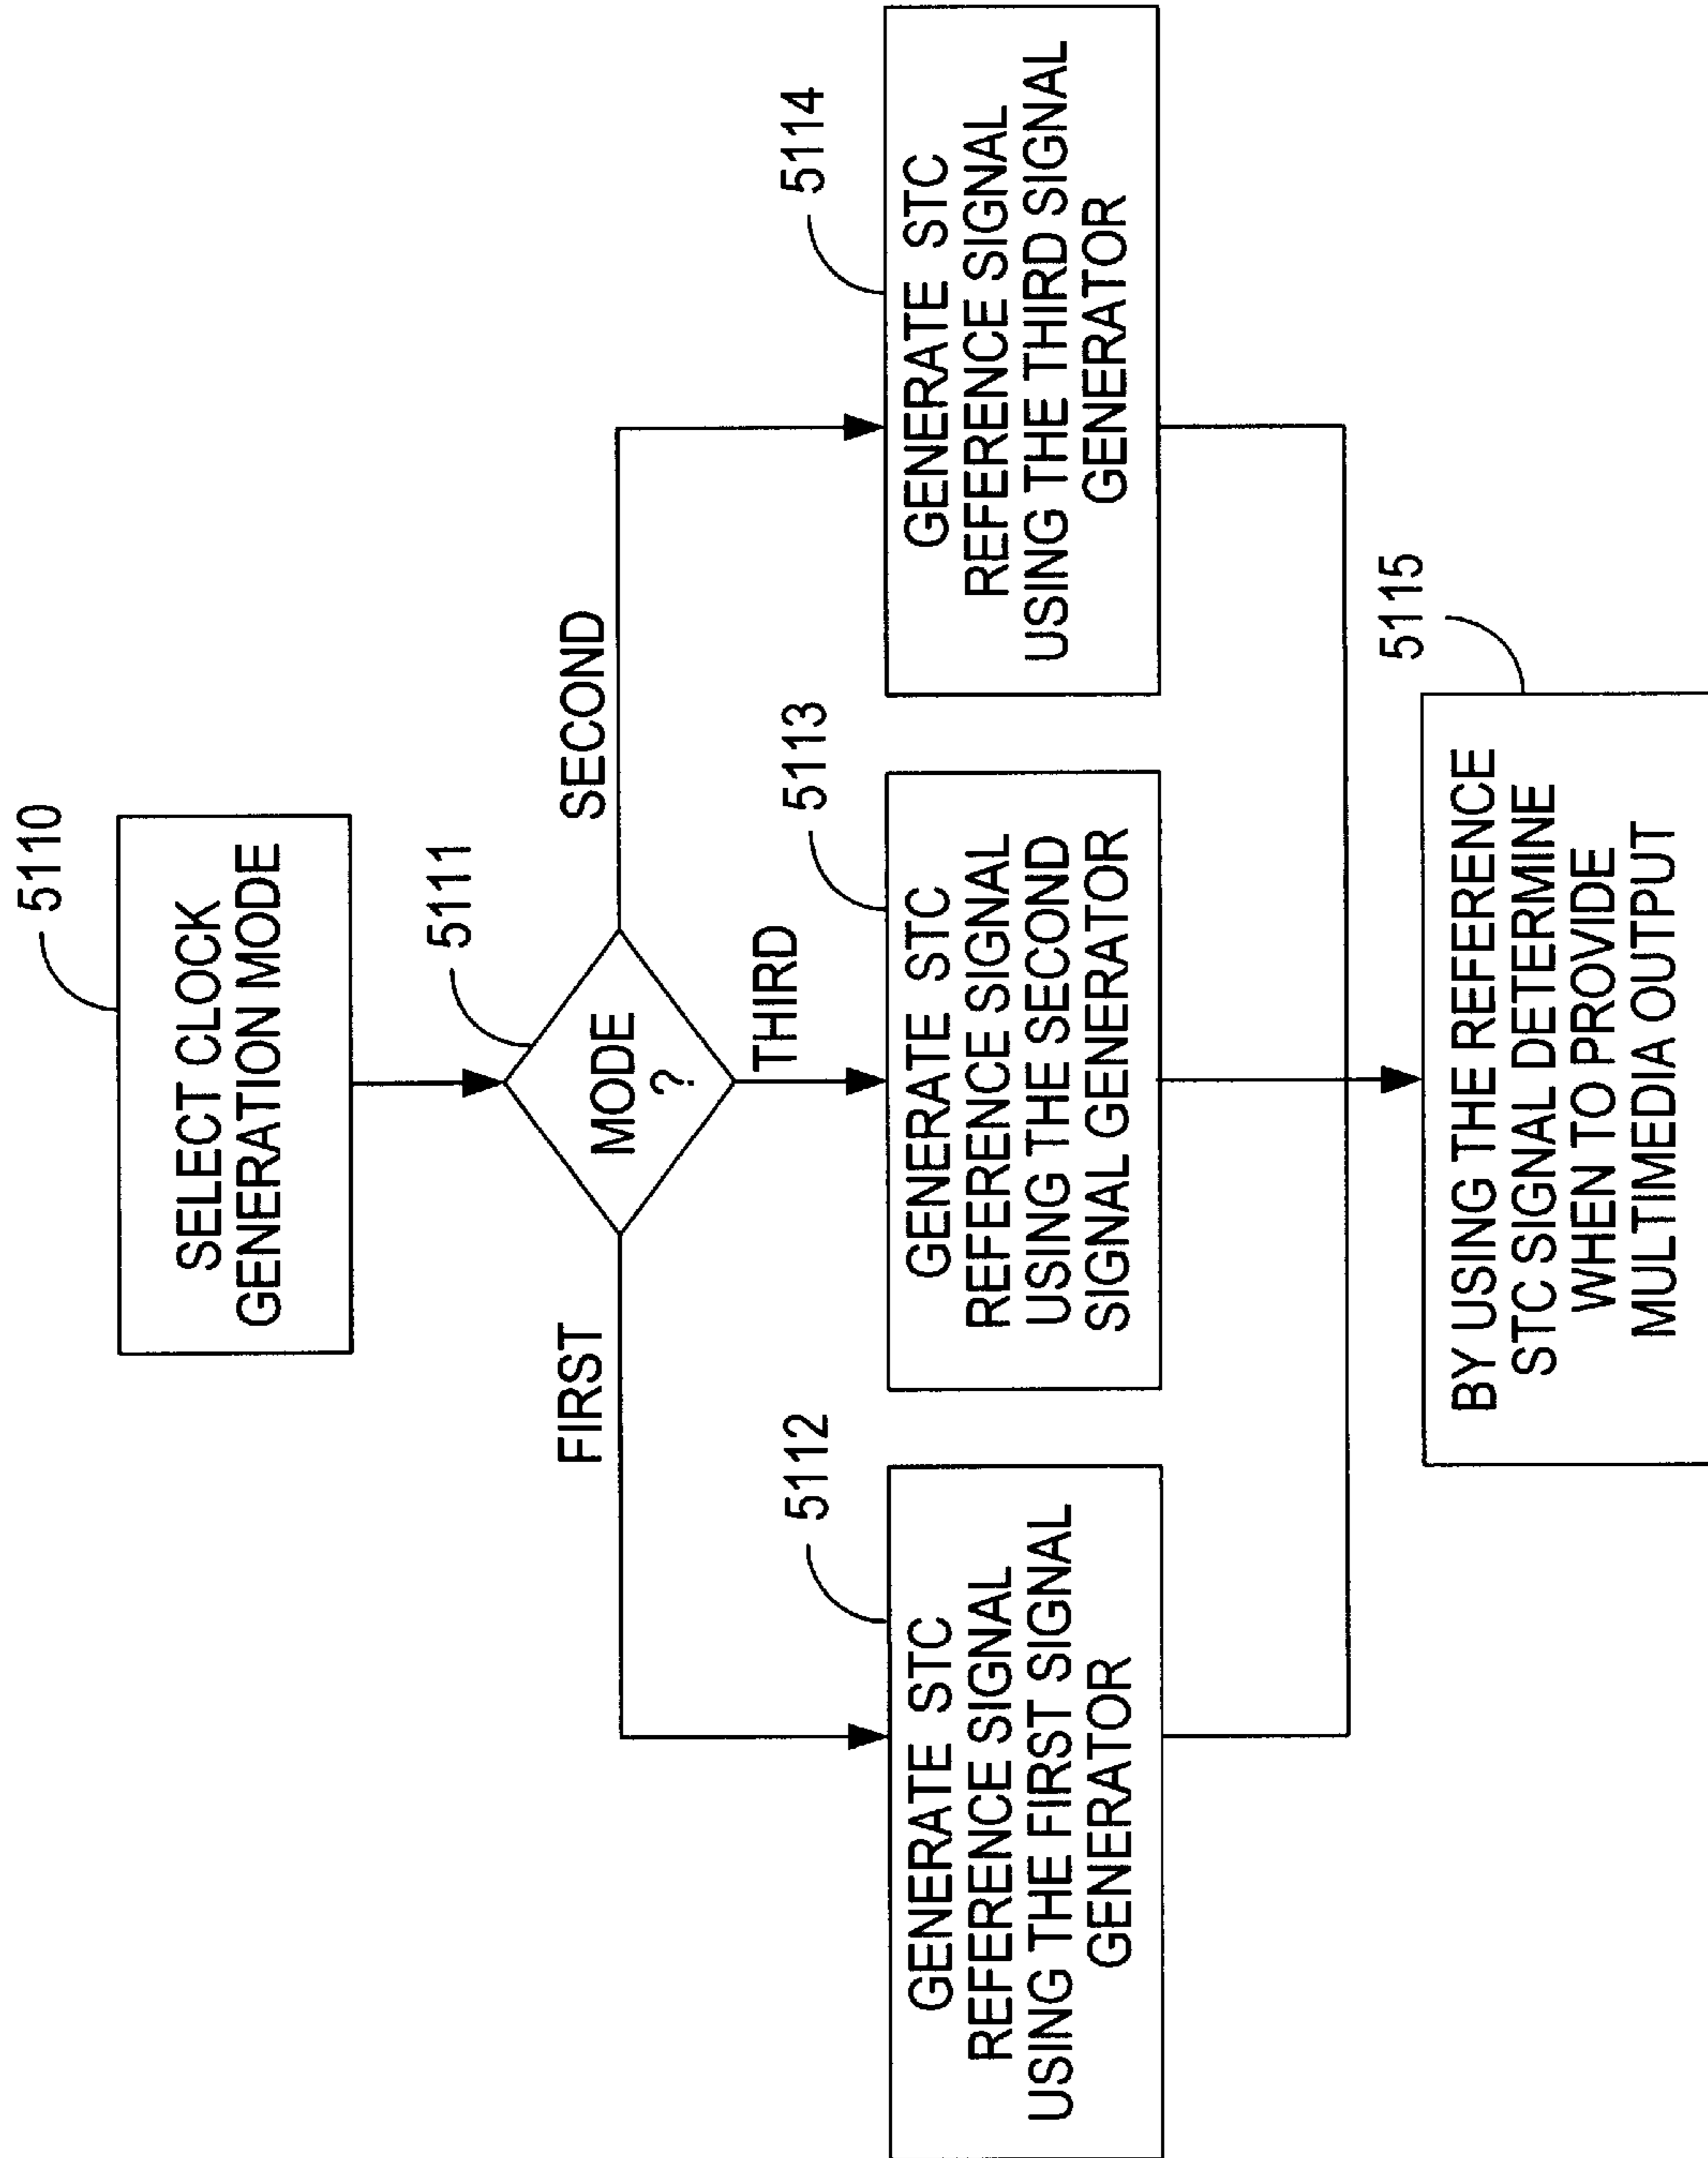 5110
SELECT CLOCK
GENERATION MODE
5111
MODE
?
FIRST
THIRD
SECOND
5112
GENERATE STC
REFERENCE SIGNAL
USING THE FIRST SIGNAL
GENERATOR
5113
GENERATE STC
REFERENCE SIGNAL
USING THE SECOND
SIGNAL GENERATOR
5114
GENERATE STC
REFERENCE SIGNAL
USING THE THIRD SIGNAL
GENERATOR
5115
BY USING THE REFERENCE
STC SIGNAL DETERMINE
WHEN TO PROVIDE
MULTIMEDIA OUTPUT